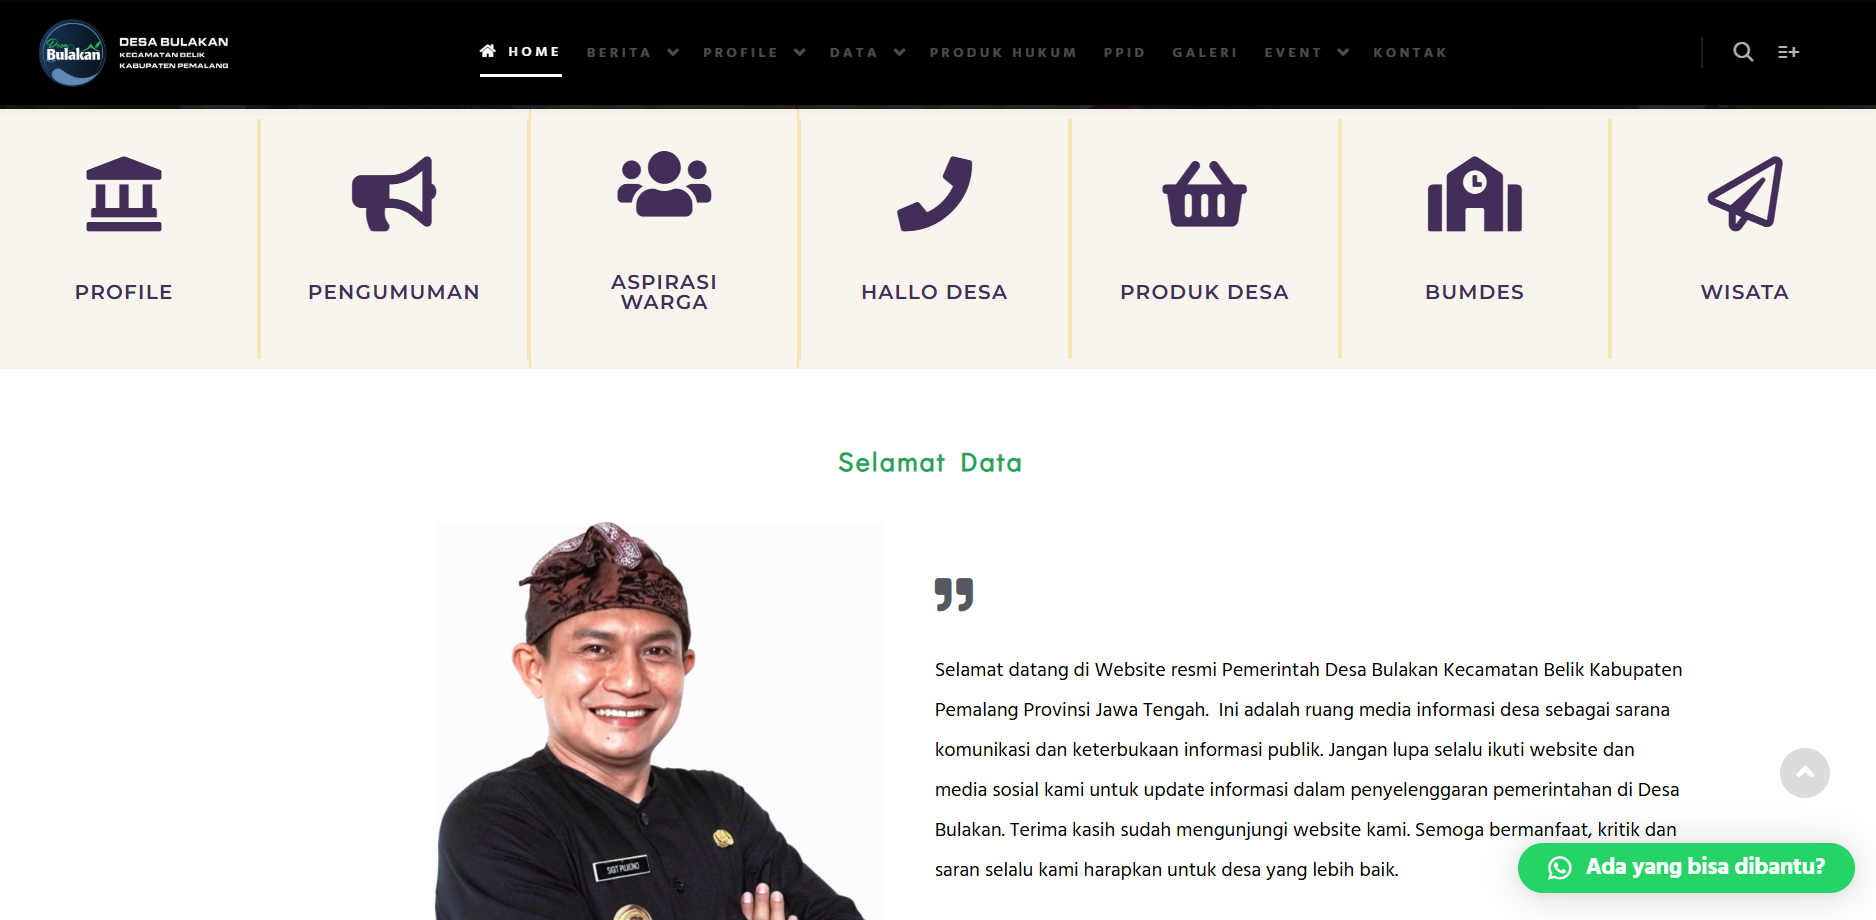 Desa
Bulakan
DESA BULAKAN
KECAMATAN BELIK
KABUPATEN PEMALANG
HOME
BERITA
PROFILE
DATA
PRODUK HUKUM
PPID
GALERI
EVENT
KONTAK
PROFILE
PENGUMUMAN
ASPIRASI
WARGA
HALLO DESA
PRODUK DESA
BUMDES
WISATA
Selamat Data
Selamat datang di Website resmi Pemerintah Desa Bulakan Kecamatan Belik Kabupaten
Pemalang Provinsi Jawa Tengah. Ini adalah ruang media informasi desa sebagai sarana
komunikasi dan keterbukaan informasi publik. Jangan lupa selalu ikuti website dan
media sosial kami untuk update informasi dalam penyelenggaran pemerintahan di Desa
Bulakan. Terima kasih sudah mengunjungi website kami. Semoga bermanfaat, kritik dan
saran selalu kami harapkan untuk desa yang lebih baik.
Ada yang bisa dibantu?
SIGIT PUJIONO